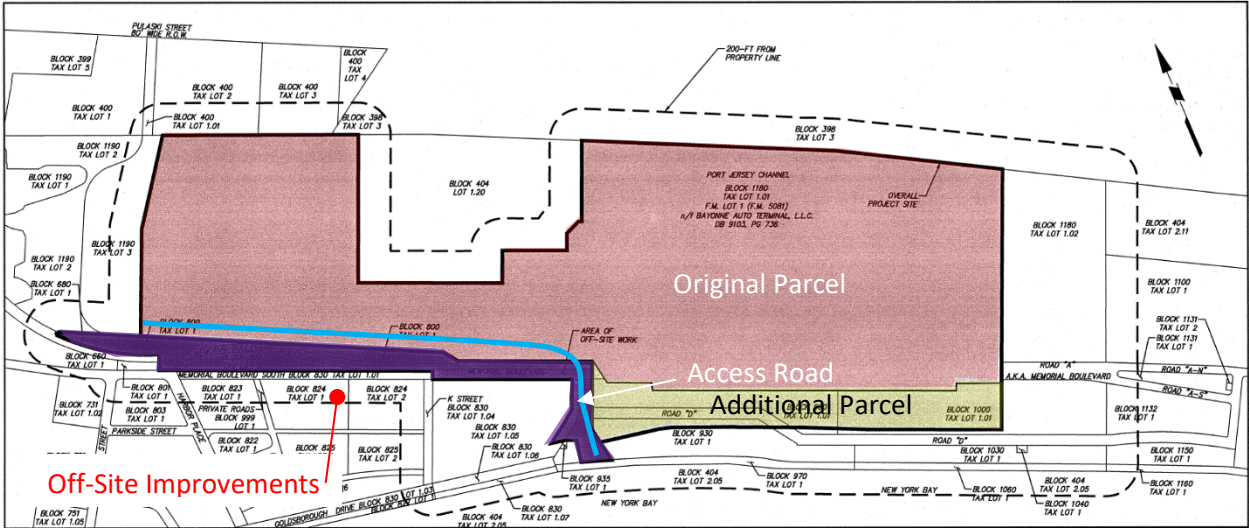 PULASKI STREET
80' WIDE R.O.W.
BLOCK 399
TAX LOT 5
BLOCK
400
TAX
LOT 4
200-FT FROM
PROPERTY LINE
BLOCK 400
TAX LOT 2
BLOCK 400
TAX LOT 3
BLOCK 400
TAX LOT 1
BLOCK 400
TAX LOT 1.01
BLOCK 398
TAX LOT 3
BLOCK 398
TAX LOT 3
BLOCK 1190
TAX LOT 2
BLOCK 1190
TAX LOT 1
BLOCK 404
LOT 1.20
PORT JERSEY CHANNEL
BLOCK 1180
TAX LOT 1.01
F.M. LOT 1 (F.M. 5081)
n/f BAYONNE AUTO TERMINAL, L.L.C.
DB 9103, PG 736
OVERALL
PROJECT SITE
BLOCK 1180
TAX LOT 1.02
BLOCK 404
TAX LOT 2.11
BLOCK 1190
TAX LOT 3
BLOCK 1190
TAX LOT 2
BLOCK 680
TAX LOT 1
Original Parcel
BLOCK 1100
TAX LOT 1
BLOCK 800
TAX LOT 1
BLOCK 800
TAX LOT 1
AREA OF
OFF-SITE WORK
BLOCK 1131
TAX LOT 2
BLOCK 1131
TAX LOT 1
BLOCK 660
TAX LOT 1
MEMORIAL BOULEVARD SOUTH BLOCK 830 TAX LOT 1.01
MEMORIAL BOULEVARD
Access Road
ROAD "A"
A.K.A. MEMORIAL BOULEVARD
ROAD "A-N"
ROAD "A-S"
BLOCK 801
TAX LOT 1
BLOCK 823
TAX LOT 1
BLOCK 824
TAX LOT 1
BLOCK 824
TAX LOT 2
K STREET
BLOCK 830
TAX LOT 1.04
Additional Parcel
ROAD "D"
TAX LOT 1.01
BLOCK 1000
TAX LOT 1.01
BLOCK 1132
TAX LOT 1
BLOCK 731
TAX LOT 1.02
BLOCK 803
TAX LOT 1
HARBOR PLACE
PRIVATE ROADS
BLOCK 999
LOT 1
PARKSIDE STREET
BLOCK 822
TAX LOT 1
BLOCK 825
BLOCK 825
TAX LOT 2
BLOCK 830
TAX LOT 1.05
BLOCK 830
TAX LOT 1.06
BLOCK 930
TAX LOT 1
ROAD "D"
BLOCK 1030
TAX LOT 1
BLOCK 1150
TAX LOT 1
STREET
Off-Site Improvements
BLOCK 935
TAX LOT 1
BLOCK 404
TAX LOT 2.05
BLOCK 970
TAX LOT 1
NEW YORK BAY
BLOCK 1060
TAX LOT 1
BLOCK 404
TAX LOT 2.05
BLOCK 1040
TAX LOT 1
BLOCK 1160
TAX LOT 1
BLOCK 751
TAX LOT 1.05
GOLDSBOROUGH DRIVE BLOCK 830 LOT 1.03
BLOCK 404
TAX LOT 2.05
BLOCK 830
TAX LOT 1.07
NEW YORK BAY